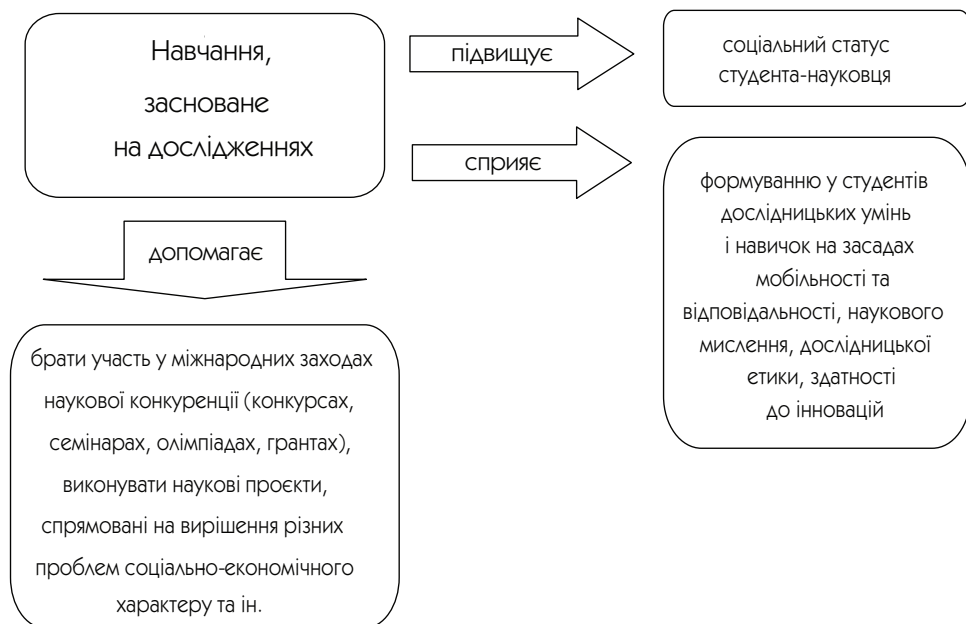 Навчання,
засноване
на дослідженнях
підвищує
соціальний статус
студента-науковця
сприяє
формуванню у студентів
дослідницьких умінь
і навичок на засадах
мобільності та
відповідальності, наукового
мислення, дослідницької
етики, здатності
до інновацій
допомагає
брати участь у міжнародних заходах
наукової конкуренції (конкурсах,
семінарах, олімпіадах, грантах),
виконувати наукові проєкти,
спрямовані на вирішення різних
проблем соціально-економічного
характеру та ін.